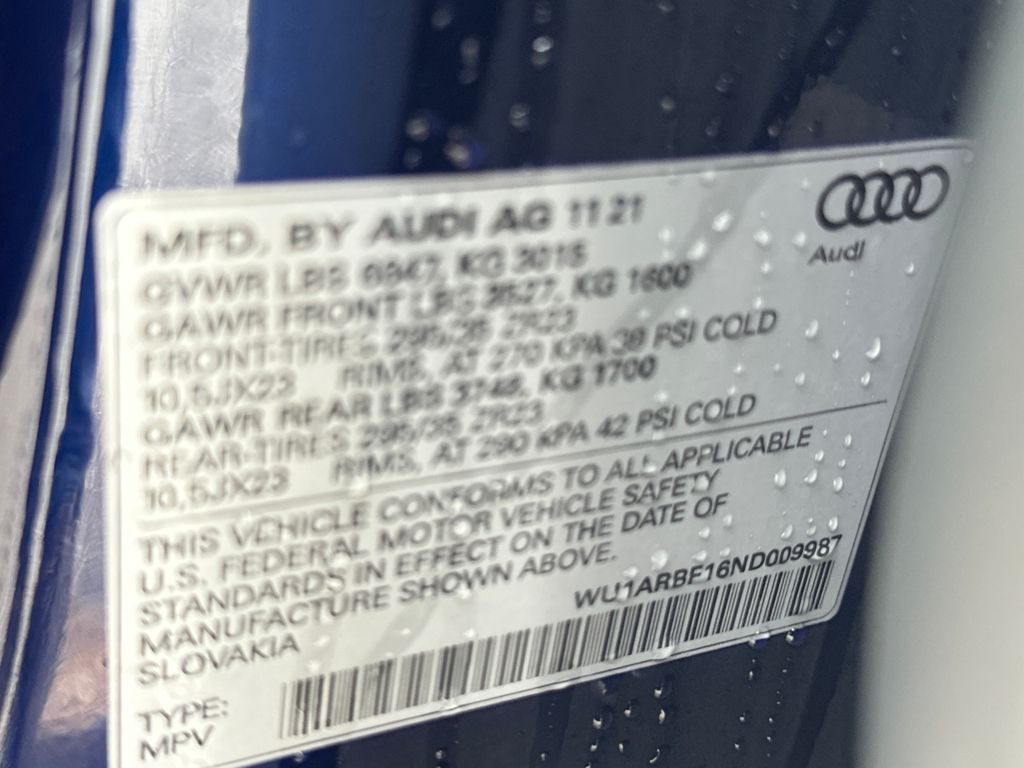 MFD. BY AUDI AG 11 21
Audi
GVWR LBS 6647, KG 3015
GAWR FRONT LBS 3527, KG 1600
FRONT-TIRES 295/35 ZR23
10,5JX23 RIMS, AT 270 KPA 39 PSI COLD
GAWR REAR LBS 3748, KG 1700
REAR-TIRES 295/35 ZR23
10,5JX23 RIMS, AT 290 KPA 42 PSI COLD
THIS VEHICLE CONFORMS TO ALL APPLICABLE
U.S. FEDERAL MOTOR VEHICLE SAFETY
STANDARDS IN EFFECT ON THE DATE OF
MANUFACTURE SHOWN ABOVE.
SLOVAKIA
WU1ARBF16ND009987
TYPE:
MPV